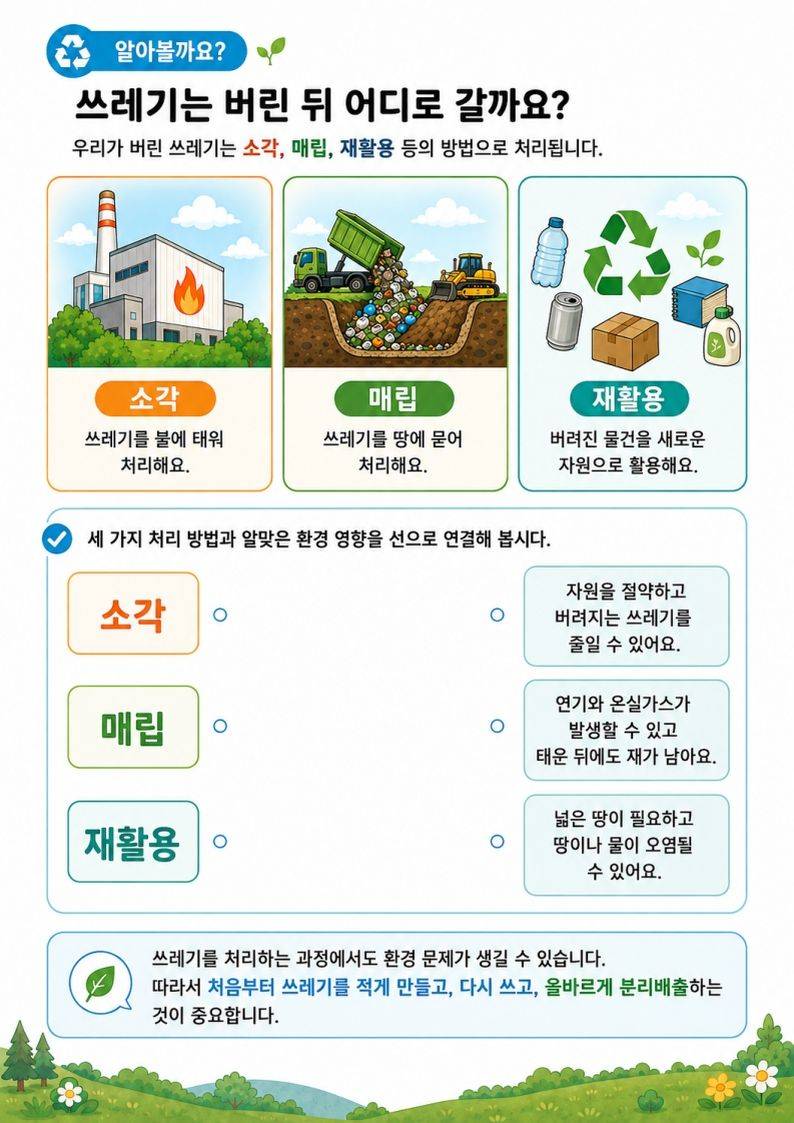 알아볼까요?
쓰레기는 버린 뒤 어디로 갈까요?
우리가 버린 쓰레기는 소각, 매립, 재활용 등의 방법으로 처리됩니다.
소각
쓰레기를 불에 태워
처리해요.
매립
쓰레기를 땅에 묻어
처리해요.
재활용
버려진 물건을 새로운
자원으로 활용해요.
세 가지 처리 방법과 알맞은 환경 영향을 선으로 연결해 봅시다.
소각
자원을 절약하고
버려지는 쓰레기를
줄일 수 있어요.
매립
연기와 온실가스가
발생할 수 있고
태운 뒤에도 재가 남아요.
재활용
넓은 땅이 필요하고
땅이나 물이 오염될
수 있어요.
쓰레기를 처리하는 과정에서도 환경 문제가 생길 수 있습니다.
따라서 처음부터 쓰레기를 적게 만들고, 다시 쓰고, 올바르게 분리배출하는
것이 중요합니다.